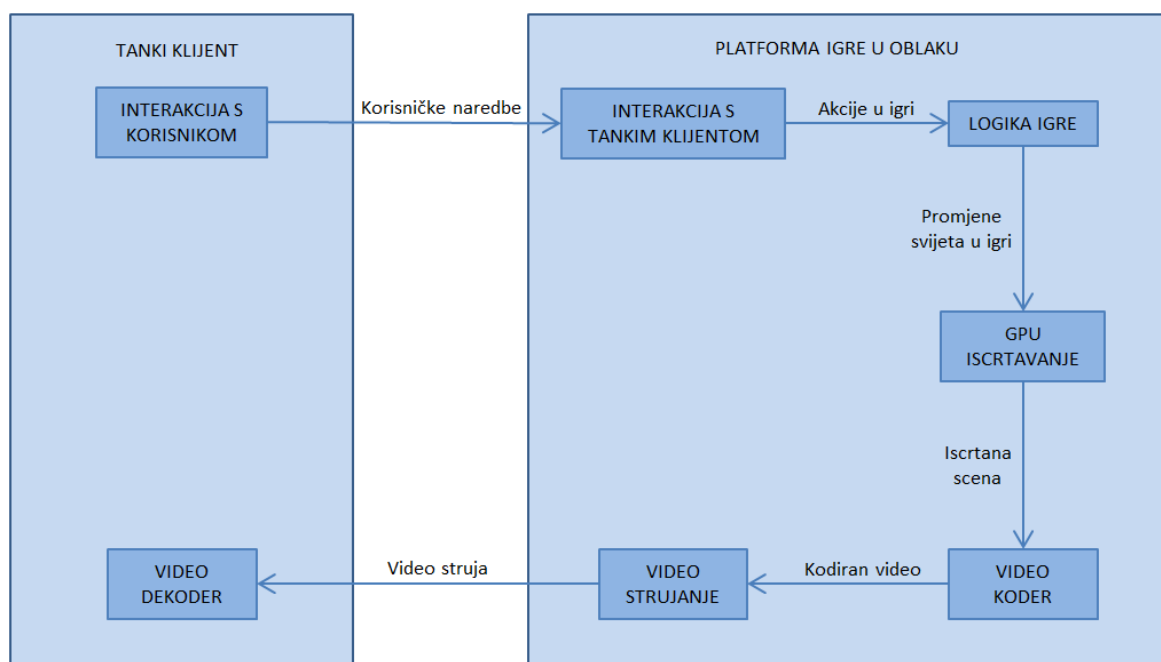 TANKI KLIJENT
PLATFORMA IGRE U OBLAKU
INTERAKCIJA S
KORISNIKOM
Korisničke naredbe
INTERAKCIJA S
TANKIM KLIJENTOM
Akcije u igri
LOGIKA IGRE
Promjene
svijeta u igri
GPU
ISCRTAVANJE
Iscrtana
scena
VIDEO
DEKODER
Video struja
VIDEO
STRUJANJE
Kodiran video
VIDEO
KODER